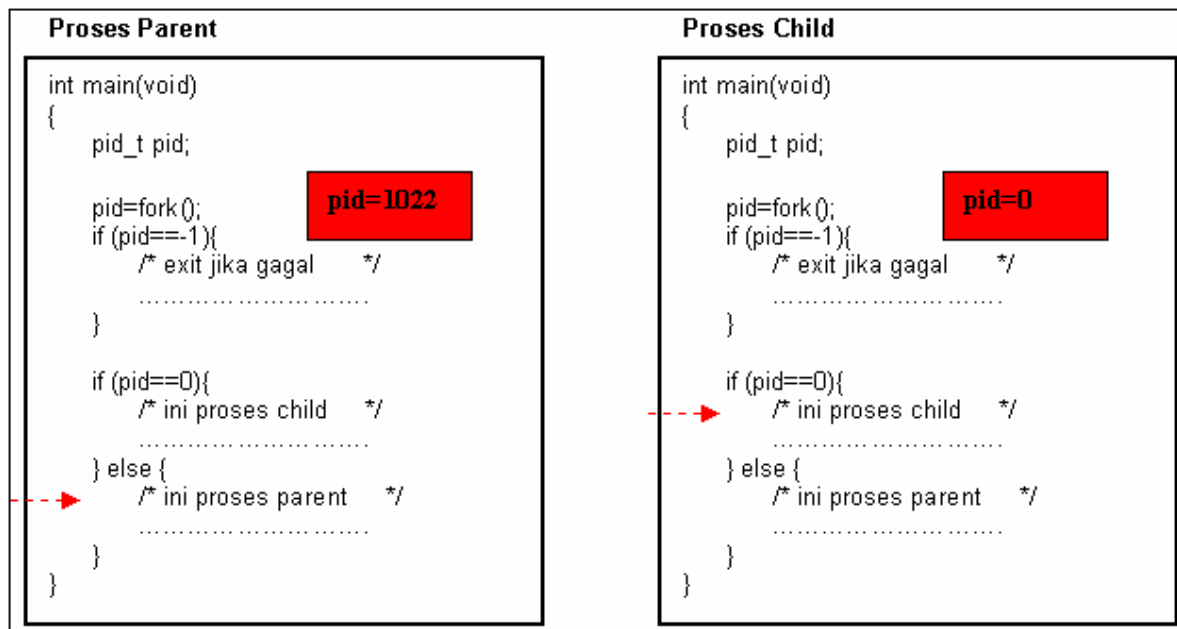 Proses Parent
int main(void)
{
pid_t pid;
pid=fork();
pid=1022
if (pid==-1){
/* exit jika gagal */
...............................
}
if (pid==0){
/* ini proses child */
...............................
} else {
/* ini proses parent */
...............................
}
}
Proses Child
int main(void)
{
pid_t pid;
pid=fork();
pid=0
if (pid==-1){
/* exit jika gagal */
...............................
}
if (pid==0){
/* ini proses child */
...............................
} else {
/* ini proses parent */
...............................
}
}